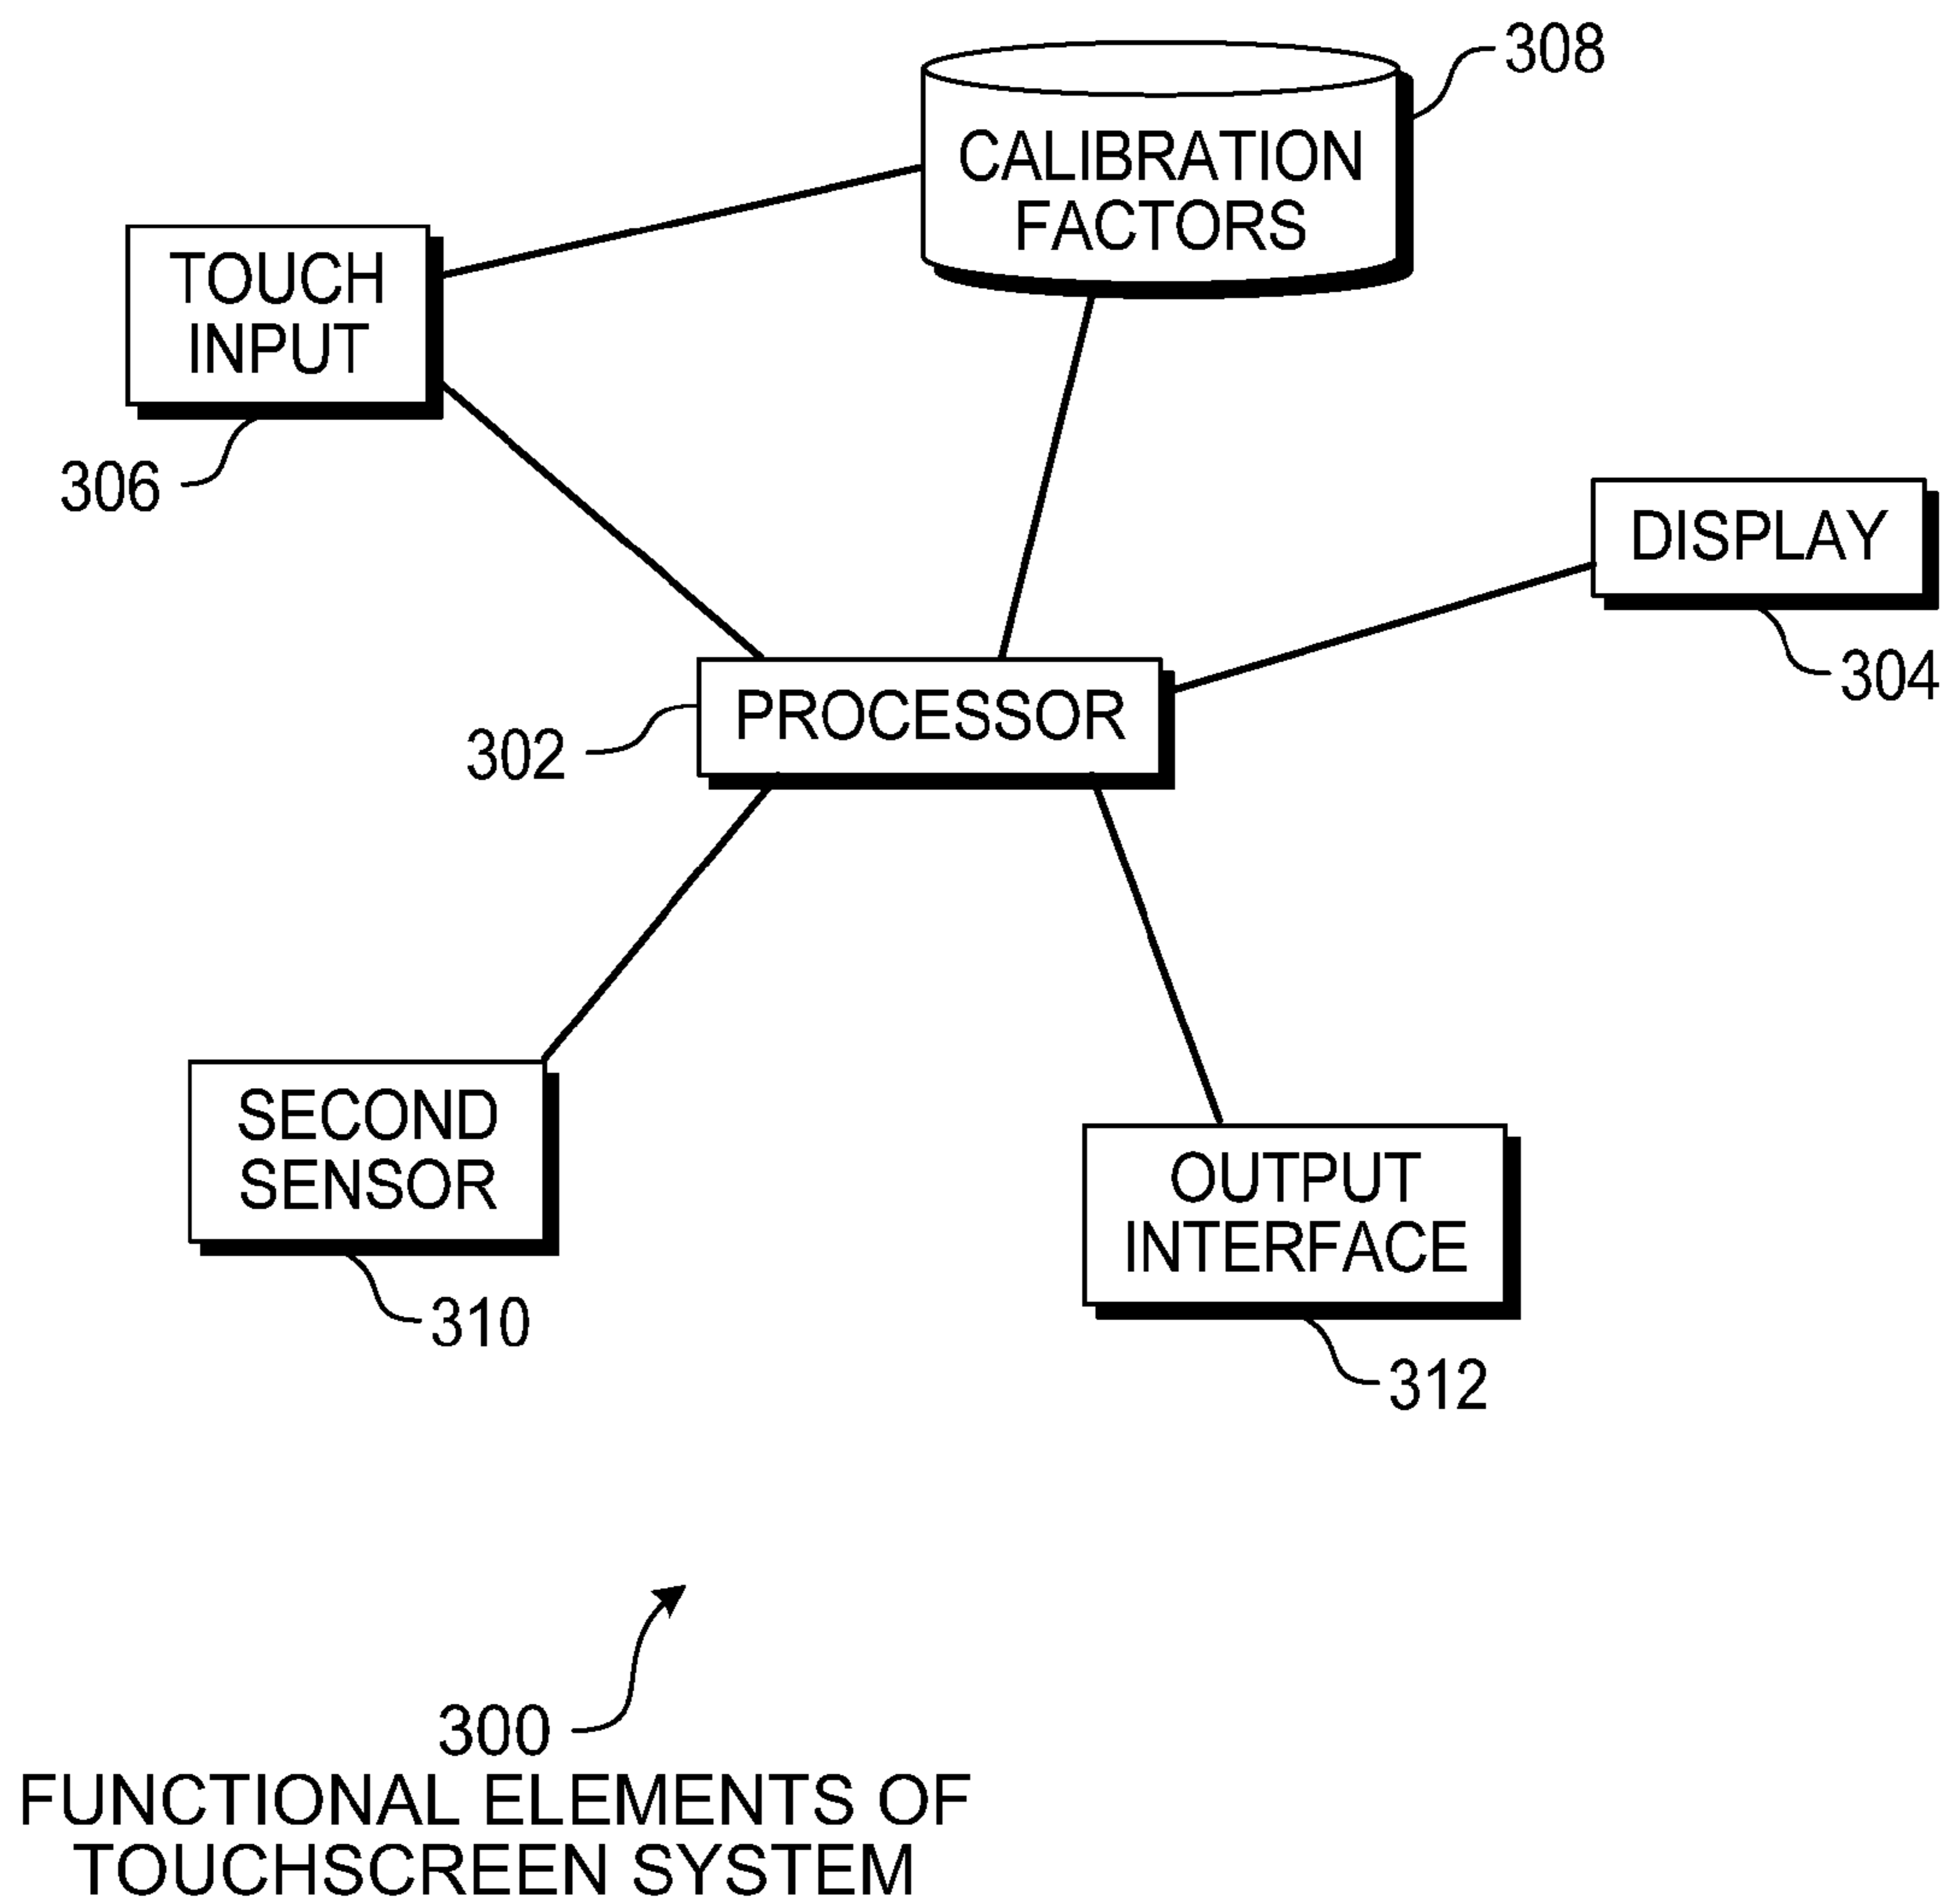 308
CALIBRATION
FACTORS
TOUCH
INPUT
306
DISPLAY
304
PROCESSOR
302
SECOND
SENSOR
310
OUTPUT
INTERFACE
312
300
FUNCTIONAL ELEMENTS OF
TOUCHSCREEN SYSTEM